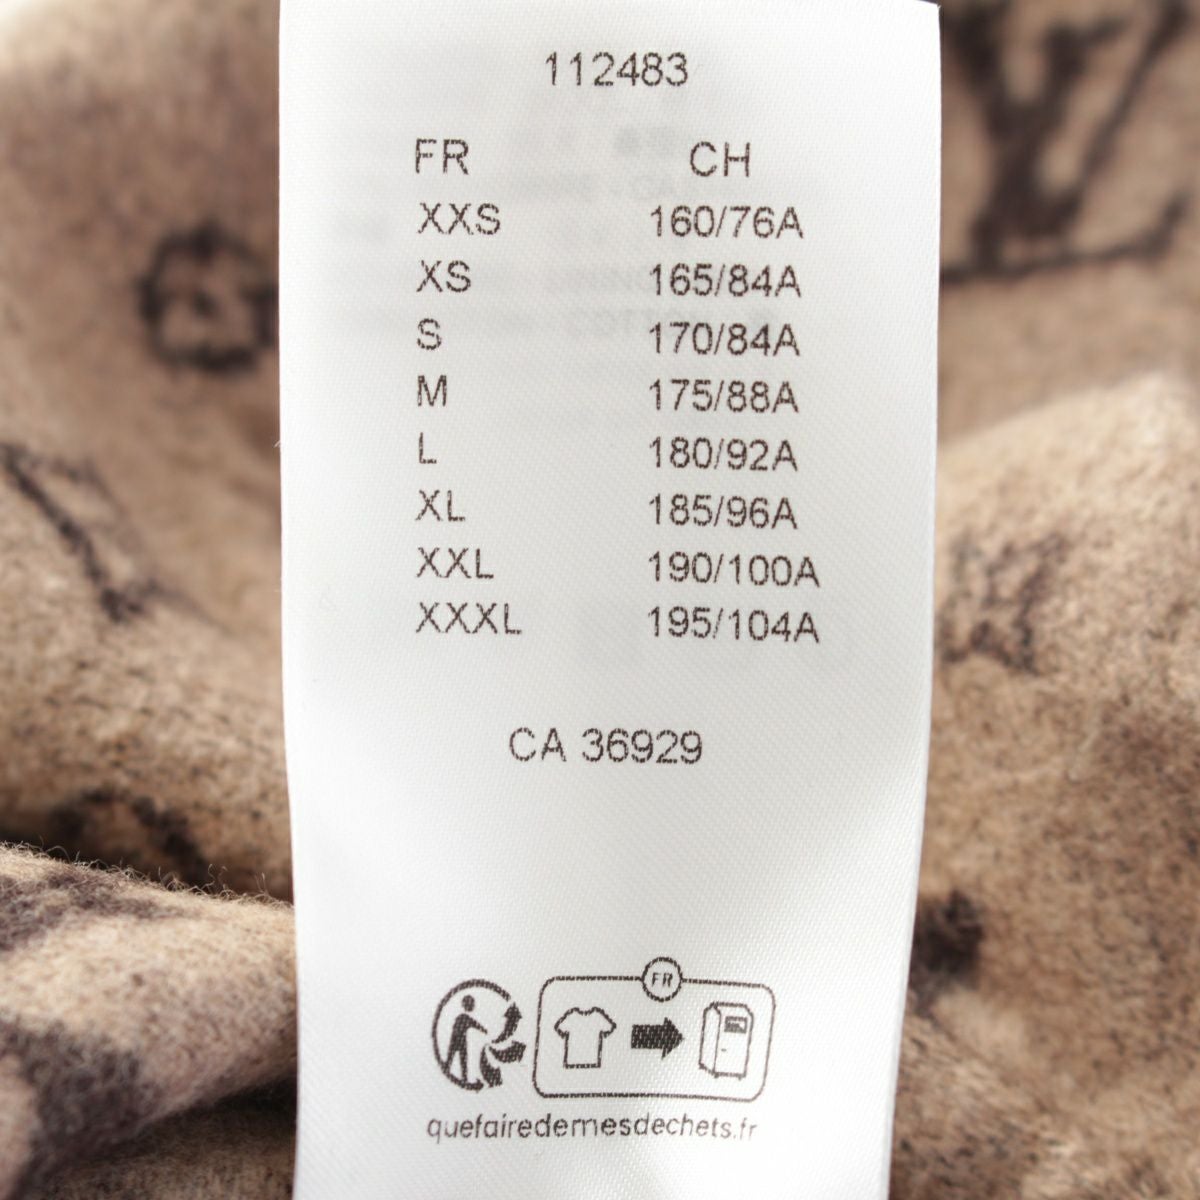 112483
FR CH
XXS 160/76A
XS 165/84A
S 170/84A
M 175/88A
L 180/92A
XL 185/96A
XXL 190/100A
XXXL 195/104A
CA 36929
FR
quefairedemesdechets.fr